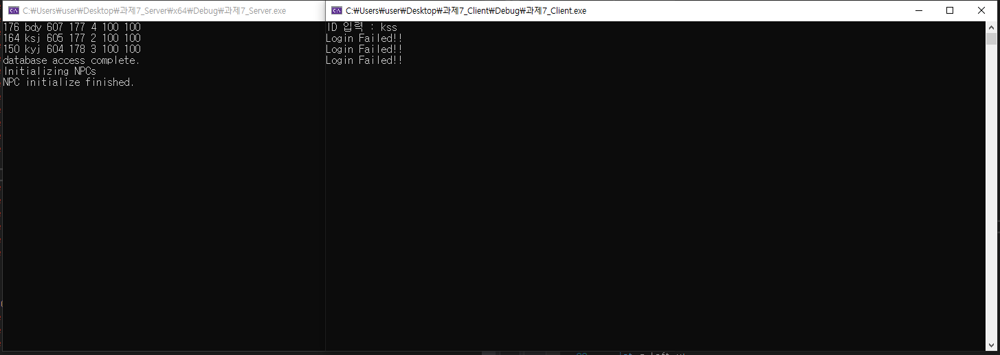 C:₩Users₩user₩Desktop₩과제7_Server₩x64₩Debug₩과제7_Server.exe
176 bdy 607 177 4 100 100
164 ksj 605 177 2 100 100
150 kyj 604 178 3 100 100
database access complete.
Initializing NPCs
NPC initialize finished.
C:₩Users₩user₩Desktop₩과제7_Client₩Debug₩과제7_Client.exe
ID 입력 : kss
Login Failed!!
Login Failed!!
Login Failed!!